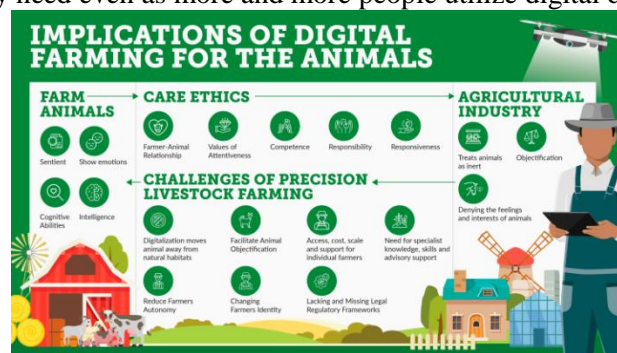 need even as more and more people utilize digital
IMPLICATIONS OF DIGITAL
FARMING FOR THE ANIMALS
FARM
ANIMALS
Sentient
Show emotions
Cognitive
Abilities
Intelligence
CARE ETHICS
Farmer-Animal
Relationship
Values of
Attentiveness
Competence
Responsibility
Responsiveness
CHALLENGES OF PRECISION
LIVESTOCK FARMING
Digitalization moves
animal away from
natural habitats
Facilitate Animal
Objectification
Access, cost, scale
and support for
individual farmers
Need for specialist
knowledge, skills and
advisory support
Reduce Farmers
Autonomy
Changing
Farmers Identity
Lacking and Missing Legal
Regulatory Frameworks
AGRICULTURAL
INDUSTRY
Treats animals
as inert
Objectification
Denying the feelings
and interests of animals